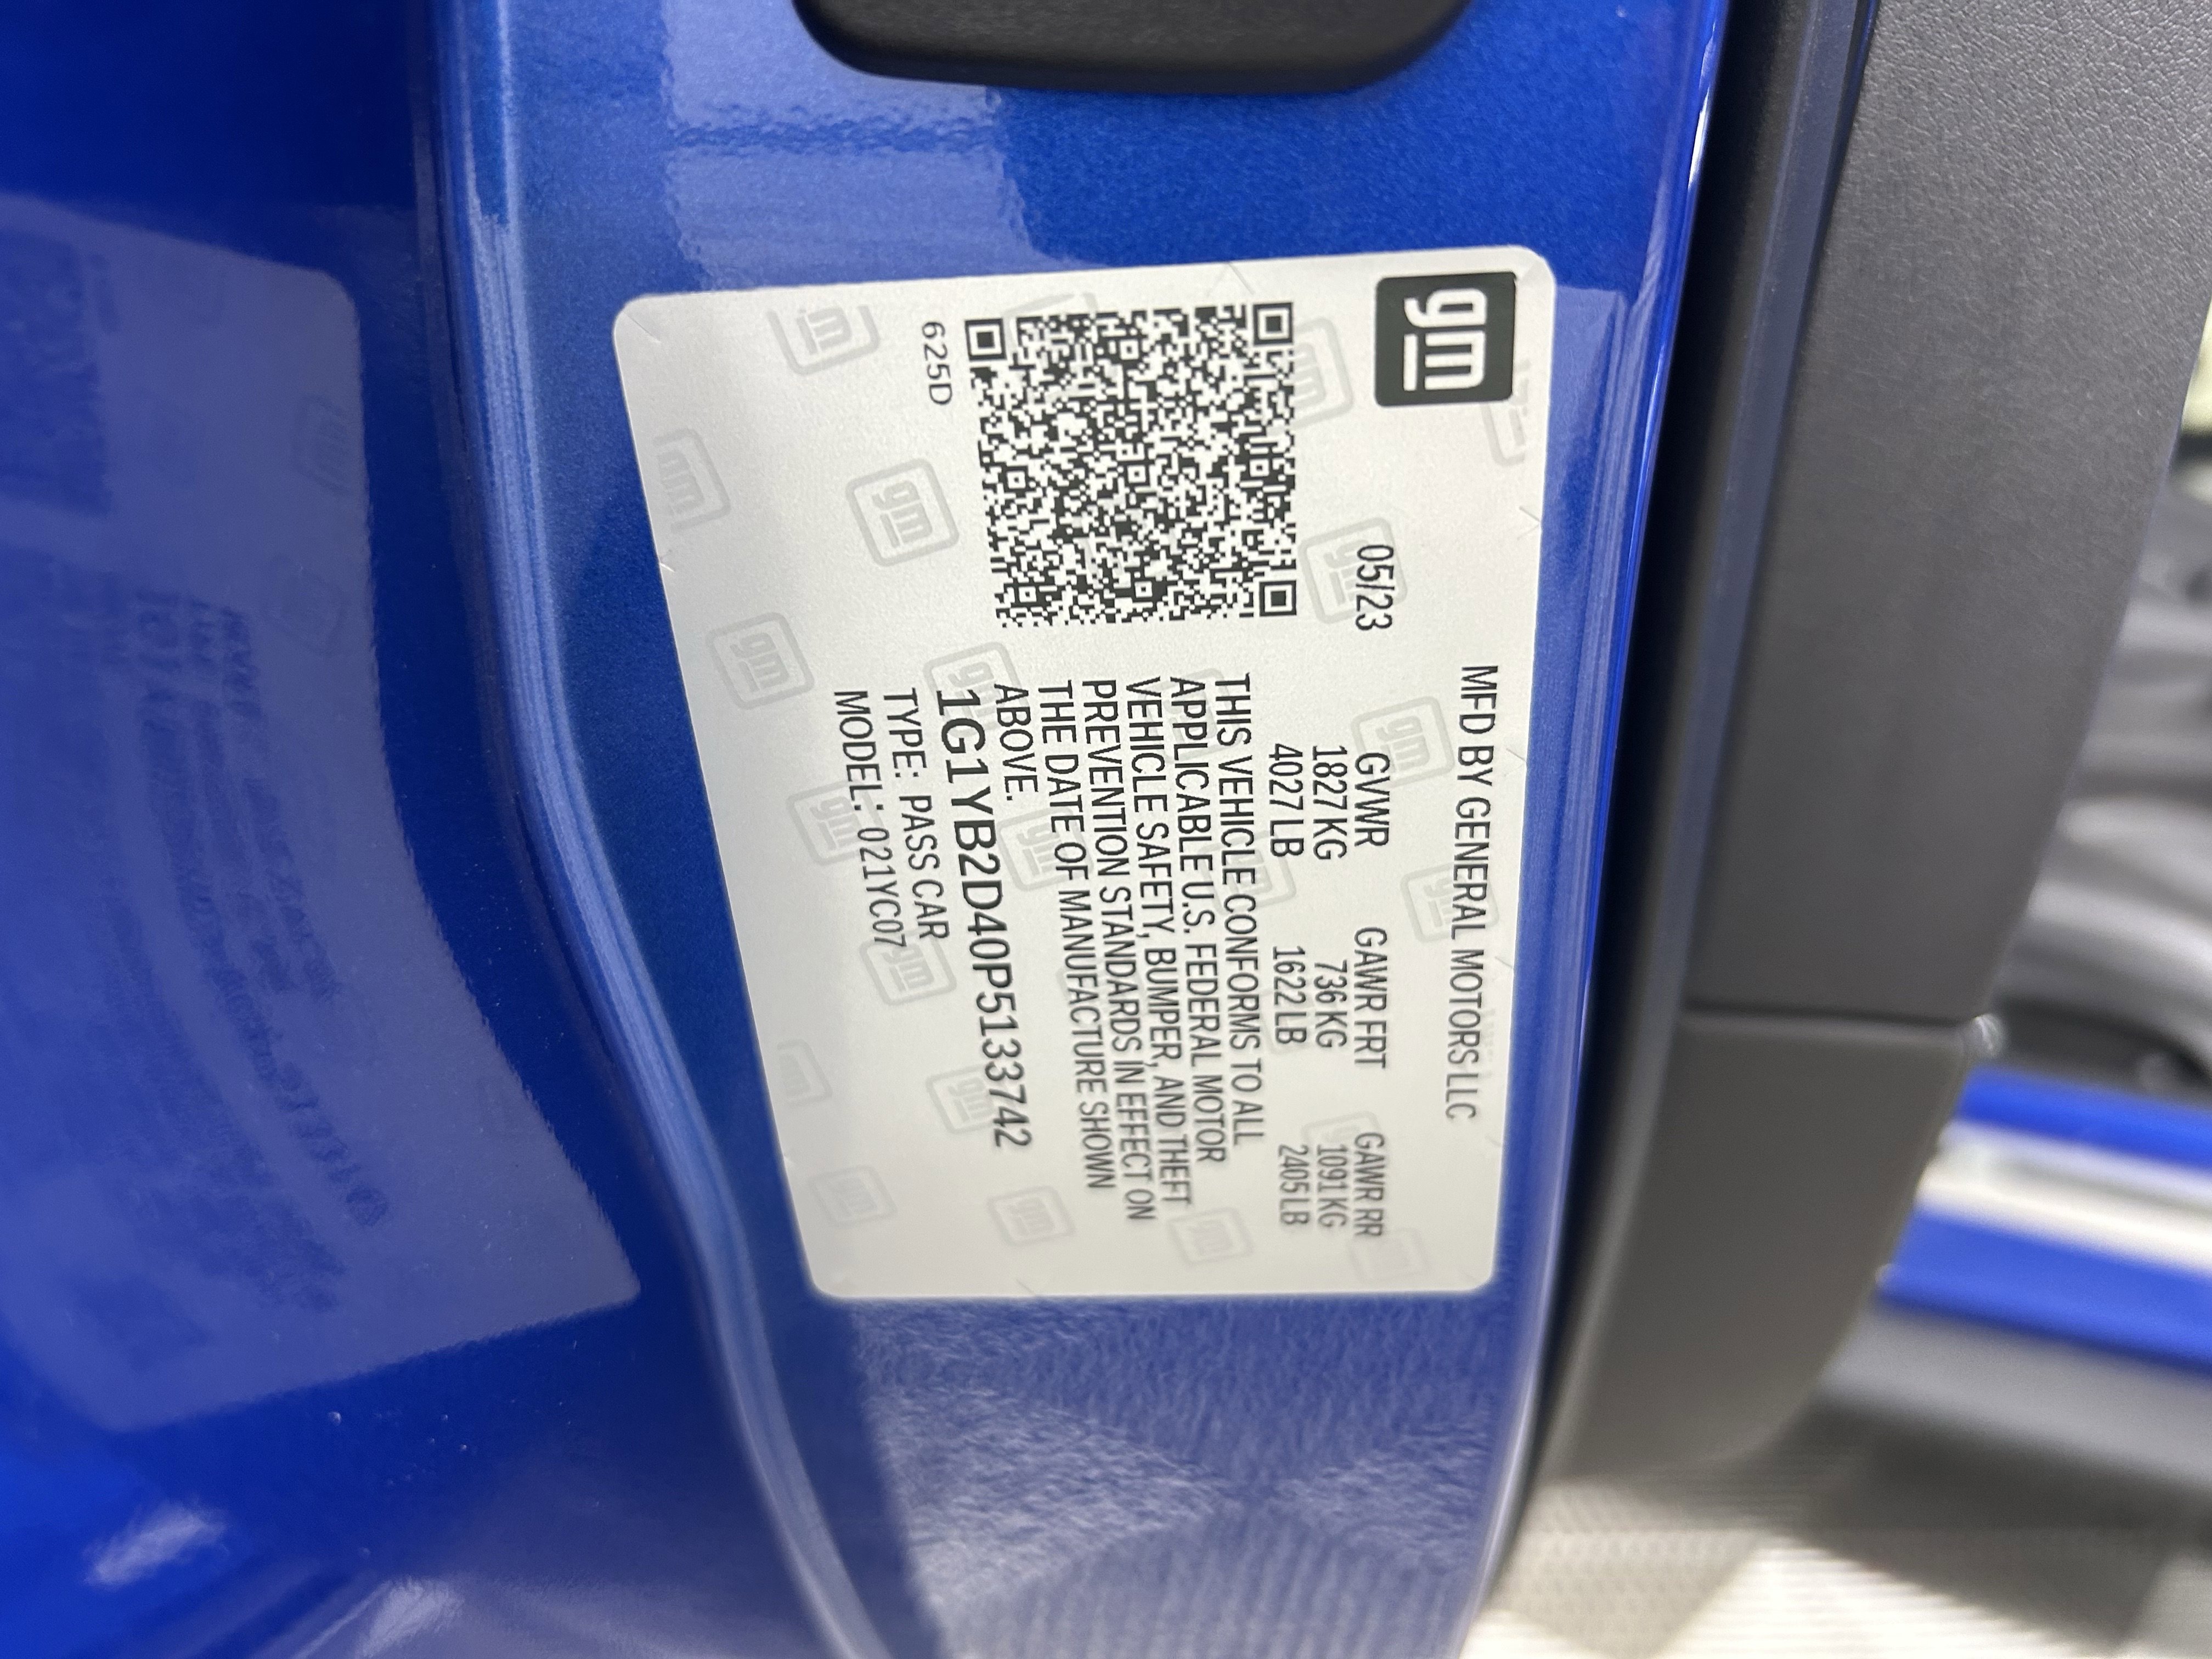 gm
MFD BY GENERAL MOTORS LLC
05/23
GVWR GAWR FRT GAWR RR
1827 KG 736 KG 1091 KG
4027 LB 1622 LB 2405 LB
THIS VEHICLE CONFORMS TO ALL
APPLICABLE U.S. FEDERAL MOTOR
VEHICLE SAFETY, BUMPER, AND THEFT
PREVENTION STANDARDS IN EFFECT ON
THE DATE OF MANUFACTURE SHOWN
ABOVE.
1G1YB2D40P5133742
TYPE: PASS CAR
MODEL: 021YC07
625D